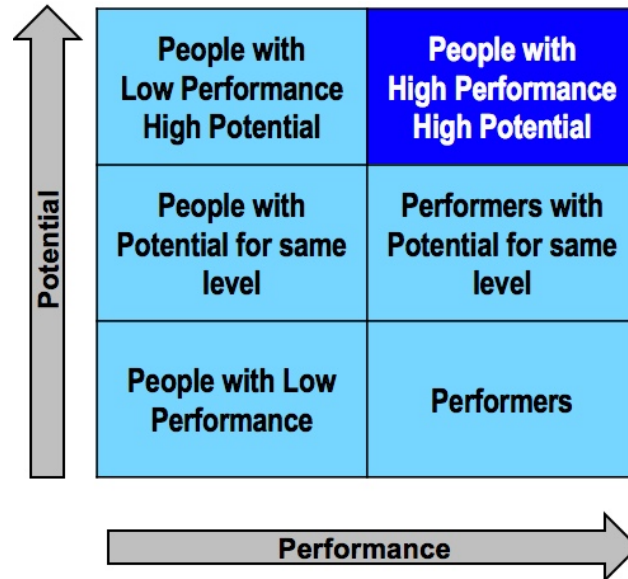 People with
Low Performance
High Potential
People with
High Performance
High Potential
Potential
People with
Potential for same
level
Performers with
Potential for same
level
People with Low
Performance
Performers
Performance